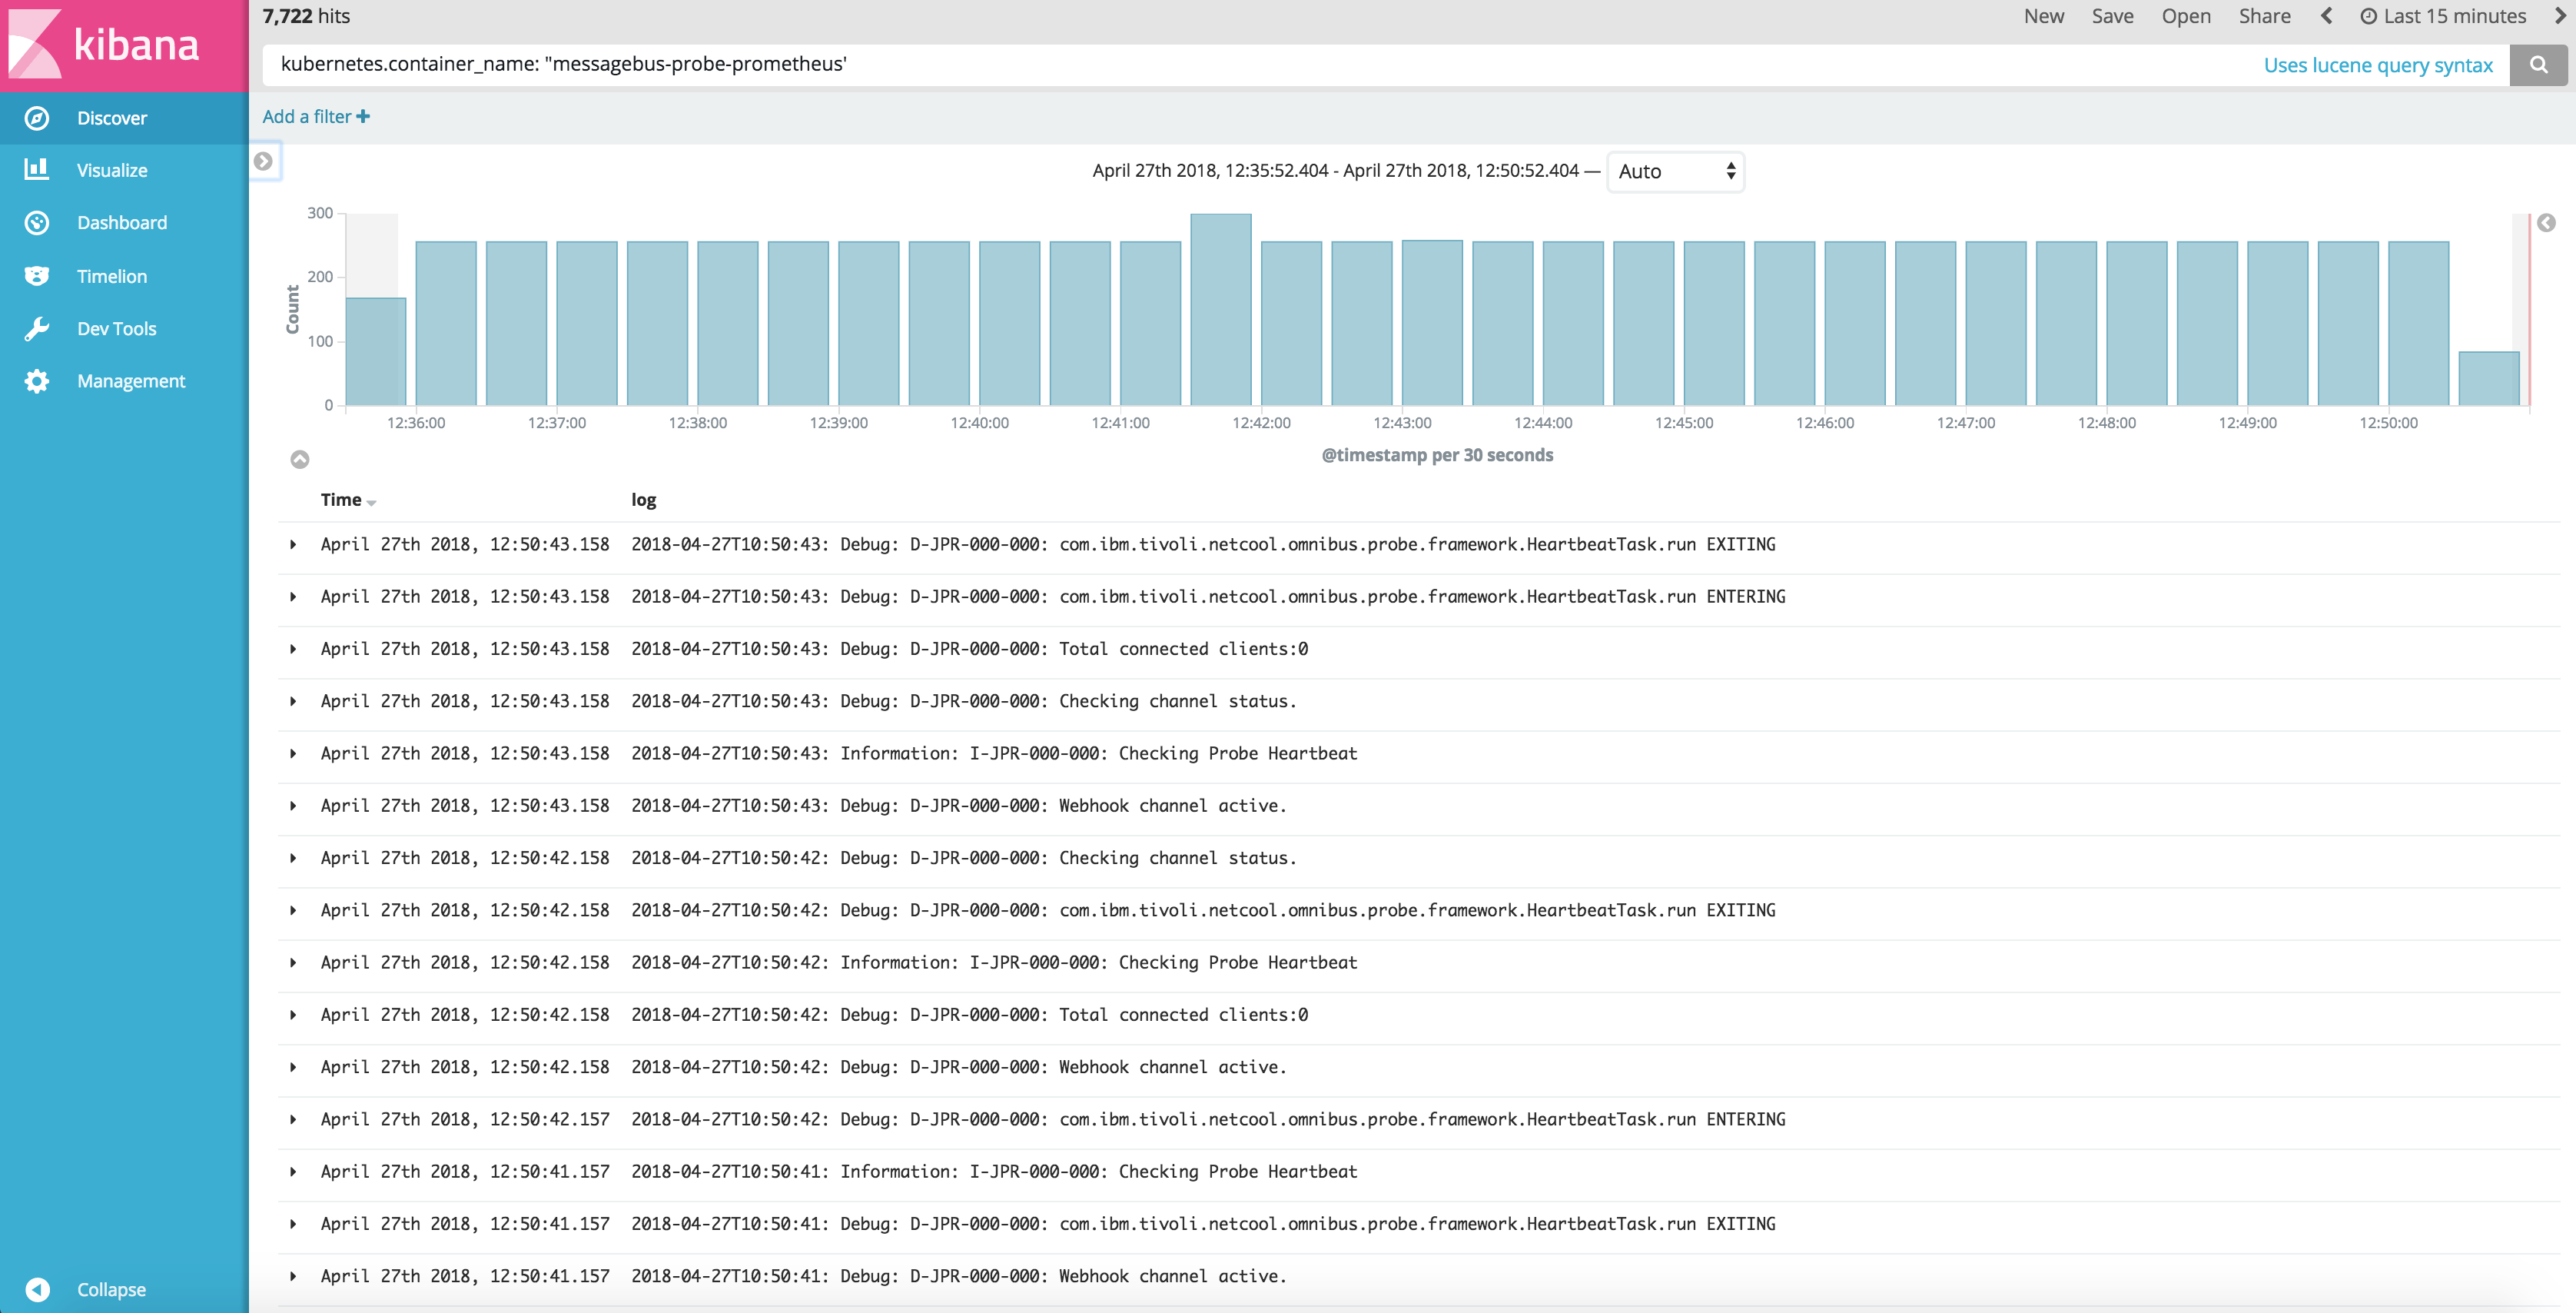 kibana
Discover
Visualize
Dashboard
Timelion
Dev Tools
Management
Collapse
7,722 hits
New Save Open Share Last 15 minutes
kubernetes.container_name: "messagebus-probe-prometheus' Uses lucene query syntax
Add a filter
April 27th 2018, 12:35:52.404 - April 27th 2018, 12:50:52.404 — Auto
Count
300
200
100
0
12:36:00 12:37:00 12:38:00 12:39:00 12:40:00 12:41:00 12:42:00 12:43:00 12:44:00 12:45:00 12:46:00 12:47:00 12:48:00 12:49:00 12:50:00
@timestamp per 30 seconds
Time log
April 27th 2018, 12:50:43.158 2018-04-27T10:50:43: Debug: D-JPR-000-000: com.ibm.tivoli.netcool.omnibus.probe.framework.HeartbeatTask.run EXITING
April 27th 2018, 12:50:43.158 2018-04-27T10:50:43: Debug: D-JPR-000-000: com.ibm.tivoli.netcool.omnibus.probe.framework.HeartbeatTask.run ENTERING
April 27th 2018, 12:50:43.158 2018-04-27T10:50:43: Debug: D-JPR-000-000: Total connected clients:0
April 27th 2018, 12:50:43.158 2018-04-27T10:50:43: Debug: D-JPR-000-000: Checking channel status.
April 27th 2018, 12:50:43.158 2018-04-27T10:50:43: Information: I-JPR-000-000: Checking Probe Heartbeat
April 27th 2018, 12:50:43.158 2018-04-27T10:50:43: Debug: D-JPR-000-000: Webhook channel active.
April 27th 2018, 12:50:42.158 2018-04-27T10:50:42: Debug: D-JPR-000-000: Checking channel status.
April 27th 2018, 12:50:42.158 2018-04-27T10:50:42: Debug: D-JPR-000-000: com.ibm.tivoli.netcool.omnibus.probe.framework.HeartbeatTask.run EXITING
April 27th 2018, 12:50:42.158 2018-04-27T10:50:42: Information: I-JPR-000-000: Checking Probe Heartbeat
April 27th 2018, 12:50:42.158 2018-04-27T10:50:42: Debug: D-JPR-000-000: Total connected clients:0
April 27th 2018, 12:50:42.158 2018-04-27T10:50:42: Debug: D-JPR-000-000: Webhook channel active.
April 27th 2018, 12:50:42.157 2018-04-27T10:50:42: Debug: D-JPR-000-000: com.ibm.tivoli.netcool.omnibus.probe.framework.HeartbeatTask.run ENTERING
April 27th 2018, 12:50:41.157 2018-04-27T10:50:41: Information: I-JPR-000-000: Checking Probe Heartbeat
April 27th 2018, 12:50:41.157 2018-04-27T10:50:41: Debug: D-JPR-000-000: com.ibm.tivoli.netcool.omnibus.probe.framework.HeartbeatTask.run EXITING
April 27th 2018, 12:50:41.157 2018-04-27T10:50:41: Debug: D-JPR-000-000: Webhook channel active.